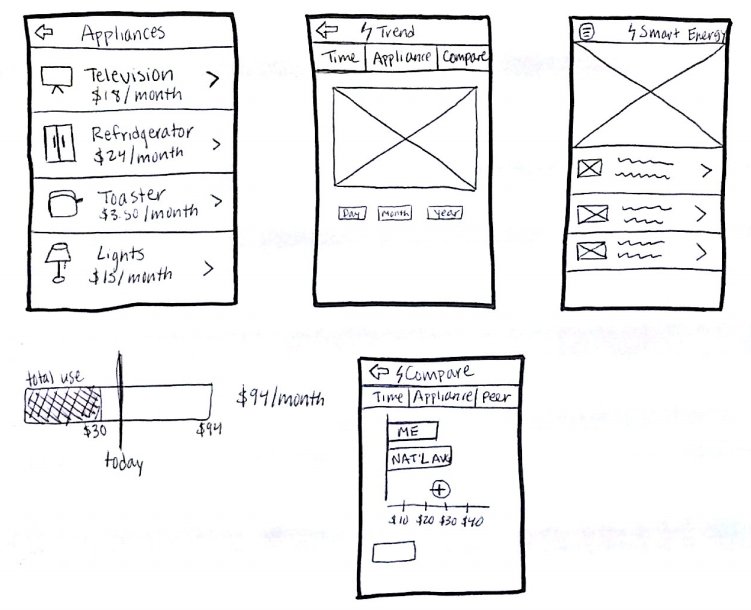 Appliances
Television
$18/month
Refridgerator
$24/month
Toaster
$3.50/month
Lights
$15/month
Trend
Time Appliance Compare
Day Month Year
Smart Energy
total use
$30 $94
today
$94/month
Compare
Time Appliance Peer
ME
NAT'L AVG
$10 $20 $30 $40